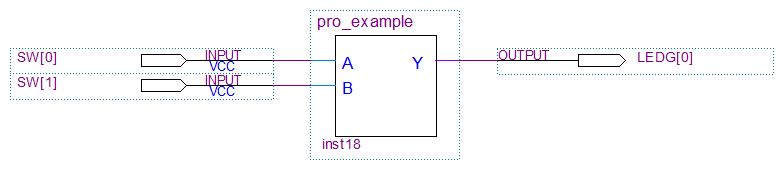 pro_example
SW[0] INPUT VCC
SW[1] INPUT VCC
A Y
B
OUTPUT LEDG[0]
inst18